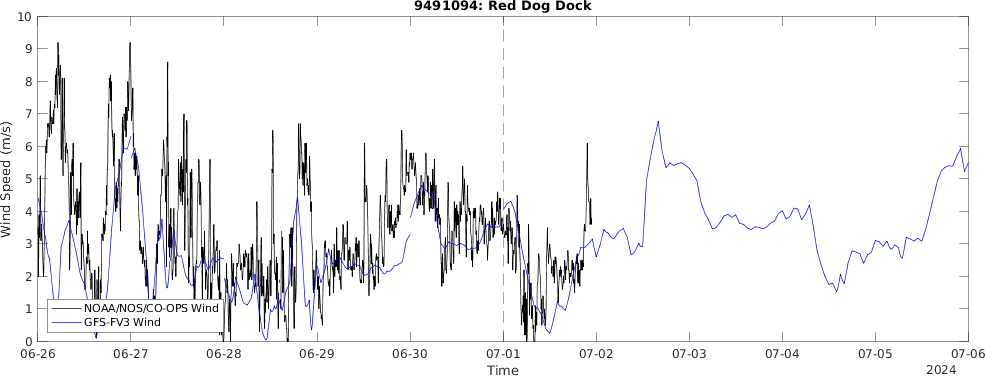 9491094: Red Dog Dock
Wind Speed (m/s)
10
9
8
7
6
5
4
3
2
1
0
NOAA/NOS/CO-OPS Wind
GFS-FV3 Wind
06-26 06-27 06-28 06-29 06-30 07-01 07-02 07-03 07-04 07-05 07-06
Time
2024